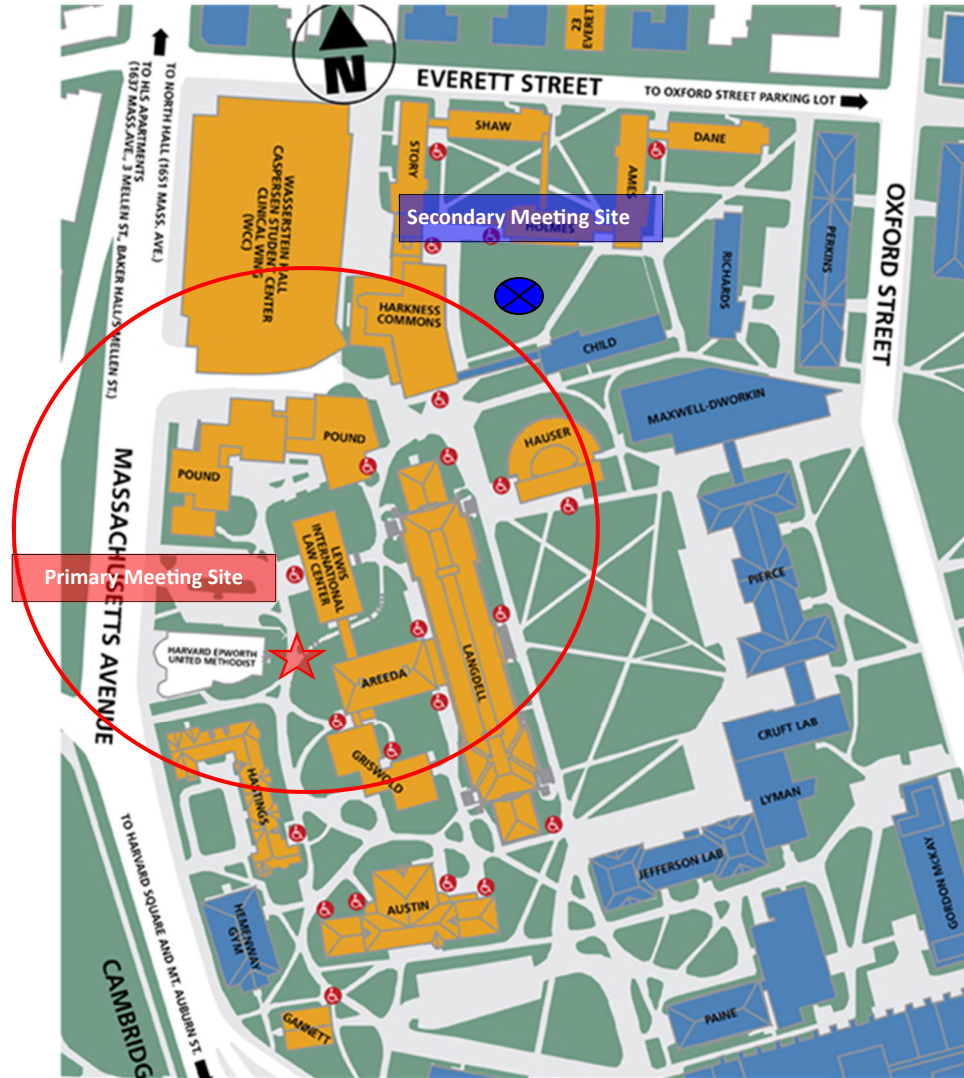 23
EVERETT
N
EVERETT STREET
TO OXFORD STREET PARKING LOT
TO NORTH HALL (1651 MASS. AVE.)
TO HLS APARTMENTS
(1637 MASS.AVE., 3 MELLEN ST., BAKER HALL/5 MELLEN ST.)
WASSERSTEIN HALL
CASPERSEN STUDENT CENTER
CLINICAL WING
(WCC)
STORY
SHAW
AMES
DANE
Secondary Meeting Site
HOLMES
RICHARDS
PERKINS
OXFORD STREET
HARKNESS
COMMONS
CHILD
MAXWELL-DWORKIN
POUND
POUND
HAUSER
MASSACHUSETTS AVENUE
LEWIS
INTERNATIONAL
LAW CENTER
Primary Meeting Site
PIERCE
HARVARD EPWORTH
UNITED METHODIST
AREEDA
LANGDELL
CRUFT LAB
GRISWOLD
HASTINGS
LYMAN
TO HARVARD SQUARE AND MT. AUBURN ST.
JEFFERSON LAB
GORDON MCKAY
AUSTIN
HEMENWAY
GYM
CAMBRIDG
GANNETT
PAINE